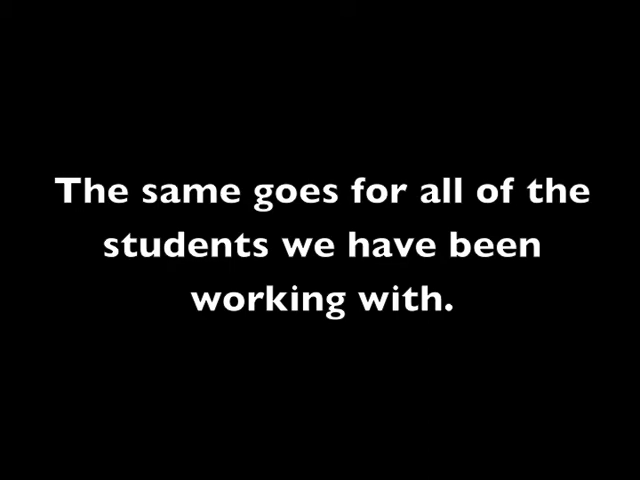 The same goes for all of the
students we have been
working with.